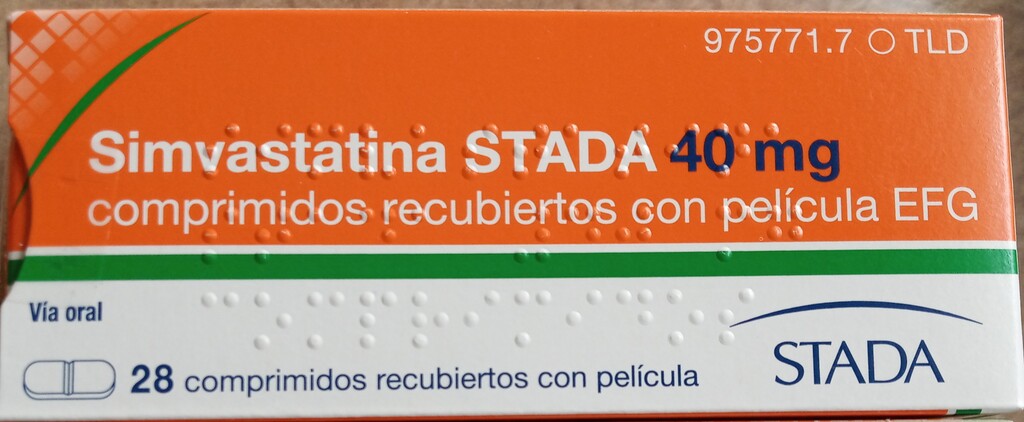 975771.7 O TLD
Simvastatina STADA 40 mg
comprimidos recubiertos con película EFG
Vía oral
28 comprimidos recubiertos con película
STADA